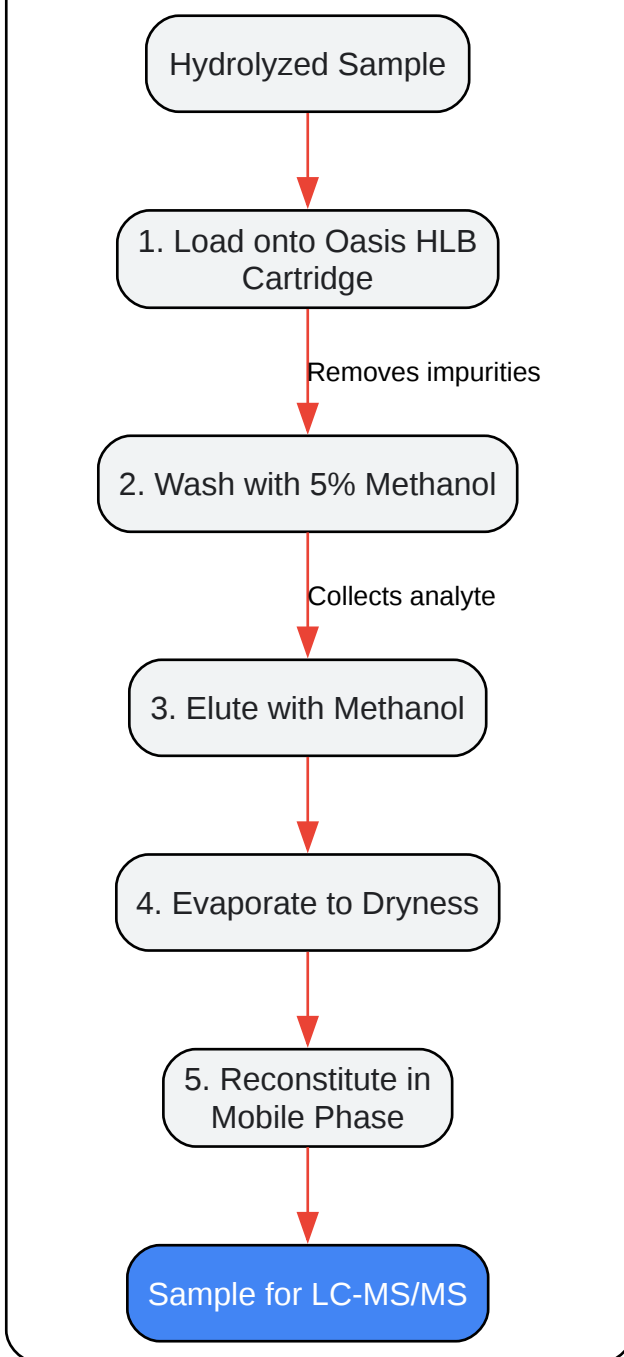 Hydrolyzed Sample
1. Load onto Oasis HLB
Cartridge
Removes impurities
2. Wash with 5% Methanol
Collects analyte
3. Elute with Methanol
4. Evaporate to Dryness
5. Reconstitute in
Mobile Phase
Sample for LC-MS/MS